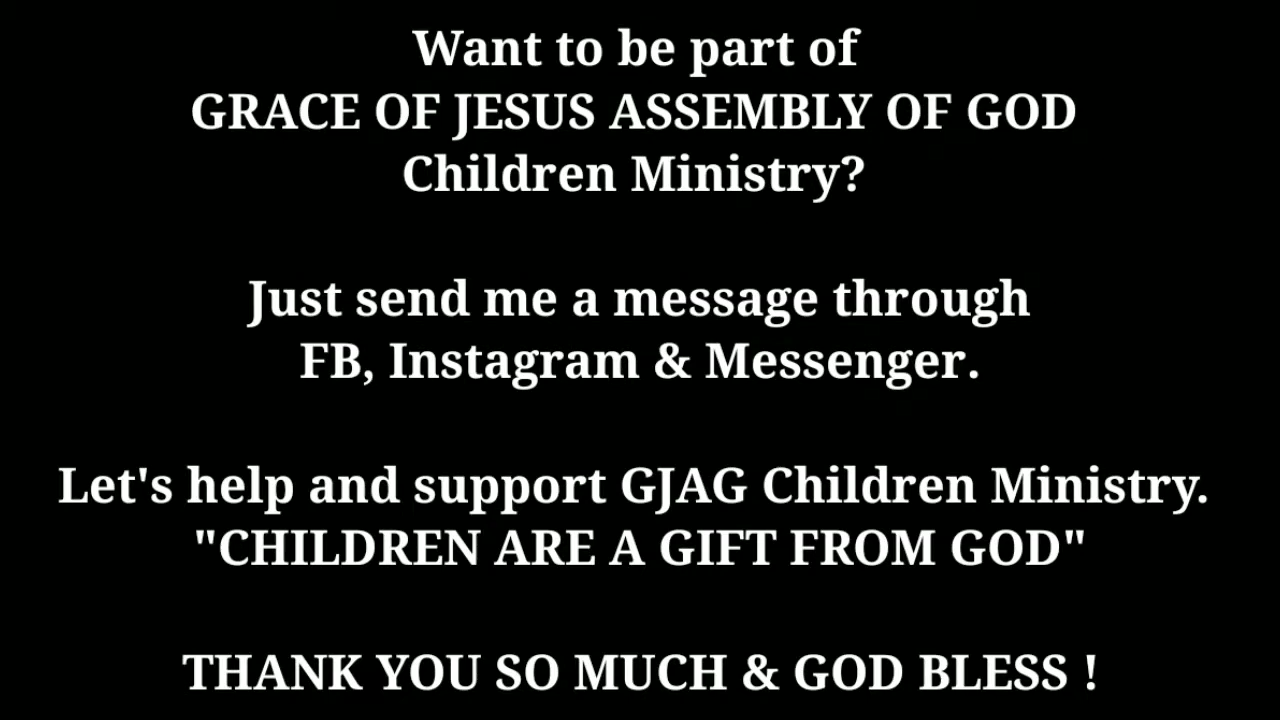 Want to be part of
GRACE OF JESUS ASSEMBLY OF GOD
Children Ministry?
Just send me a message through
FB, Instagram & Messenger.
Let's help and support GJAG Children Ministry.
"CHILDREN ARE A GIFT FROM GOD"
THANK YOU SO MUCH & GOD BLESS !